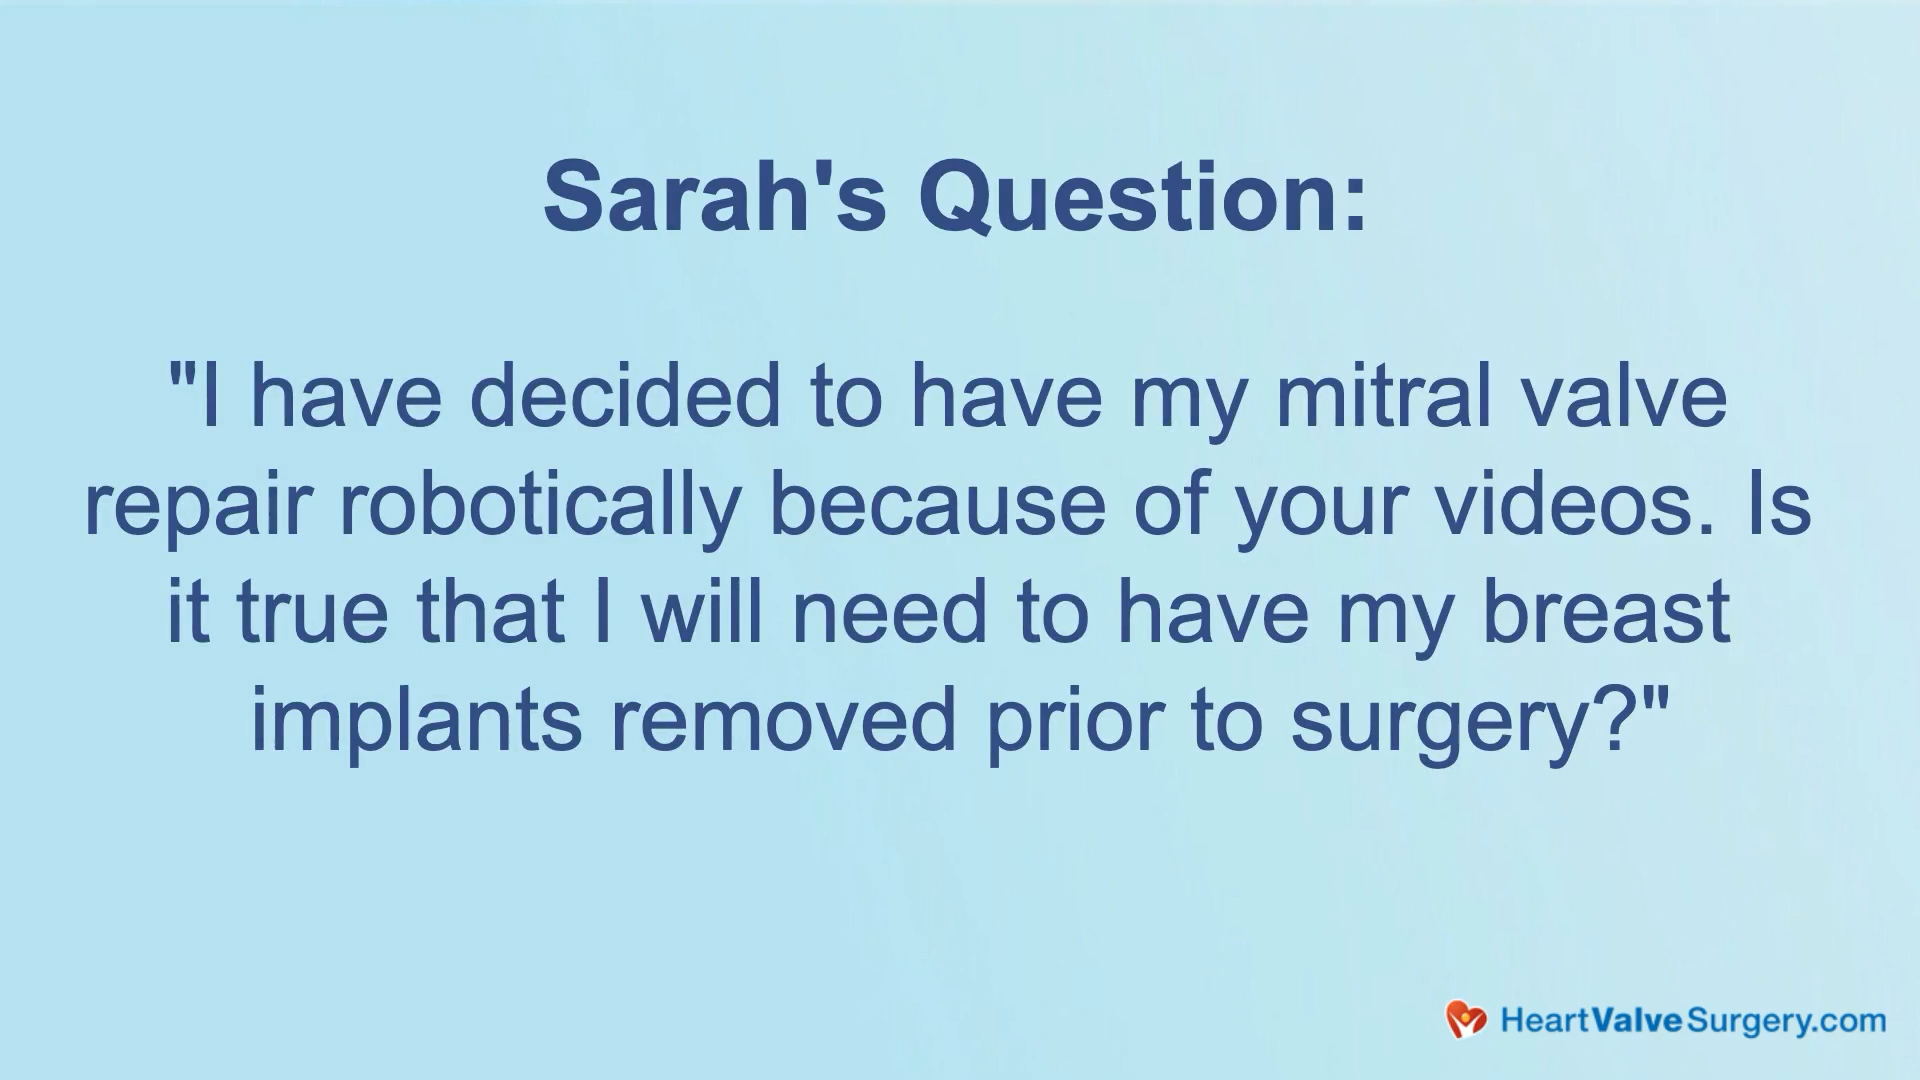 Sarah's Question:
"I have decided to have my mitral valve
repair robotically because of your videos. Is
it true that I will need to have my breast
implants removed prior to surgery?"
HeartValveSurgery.com